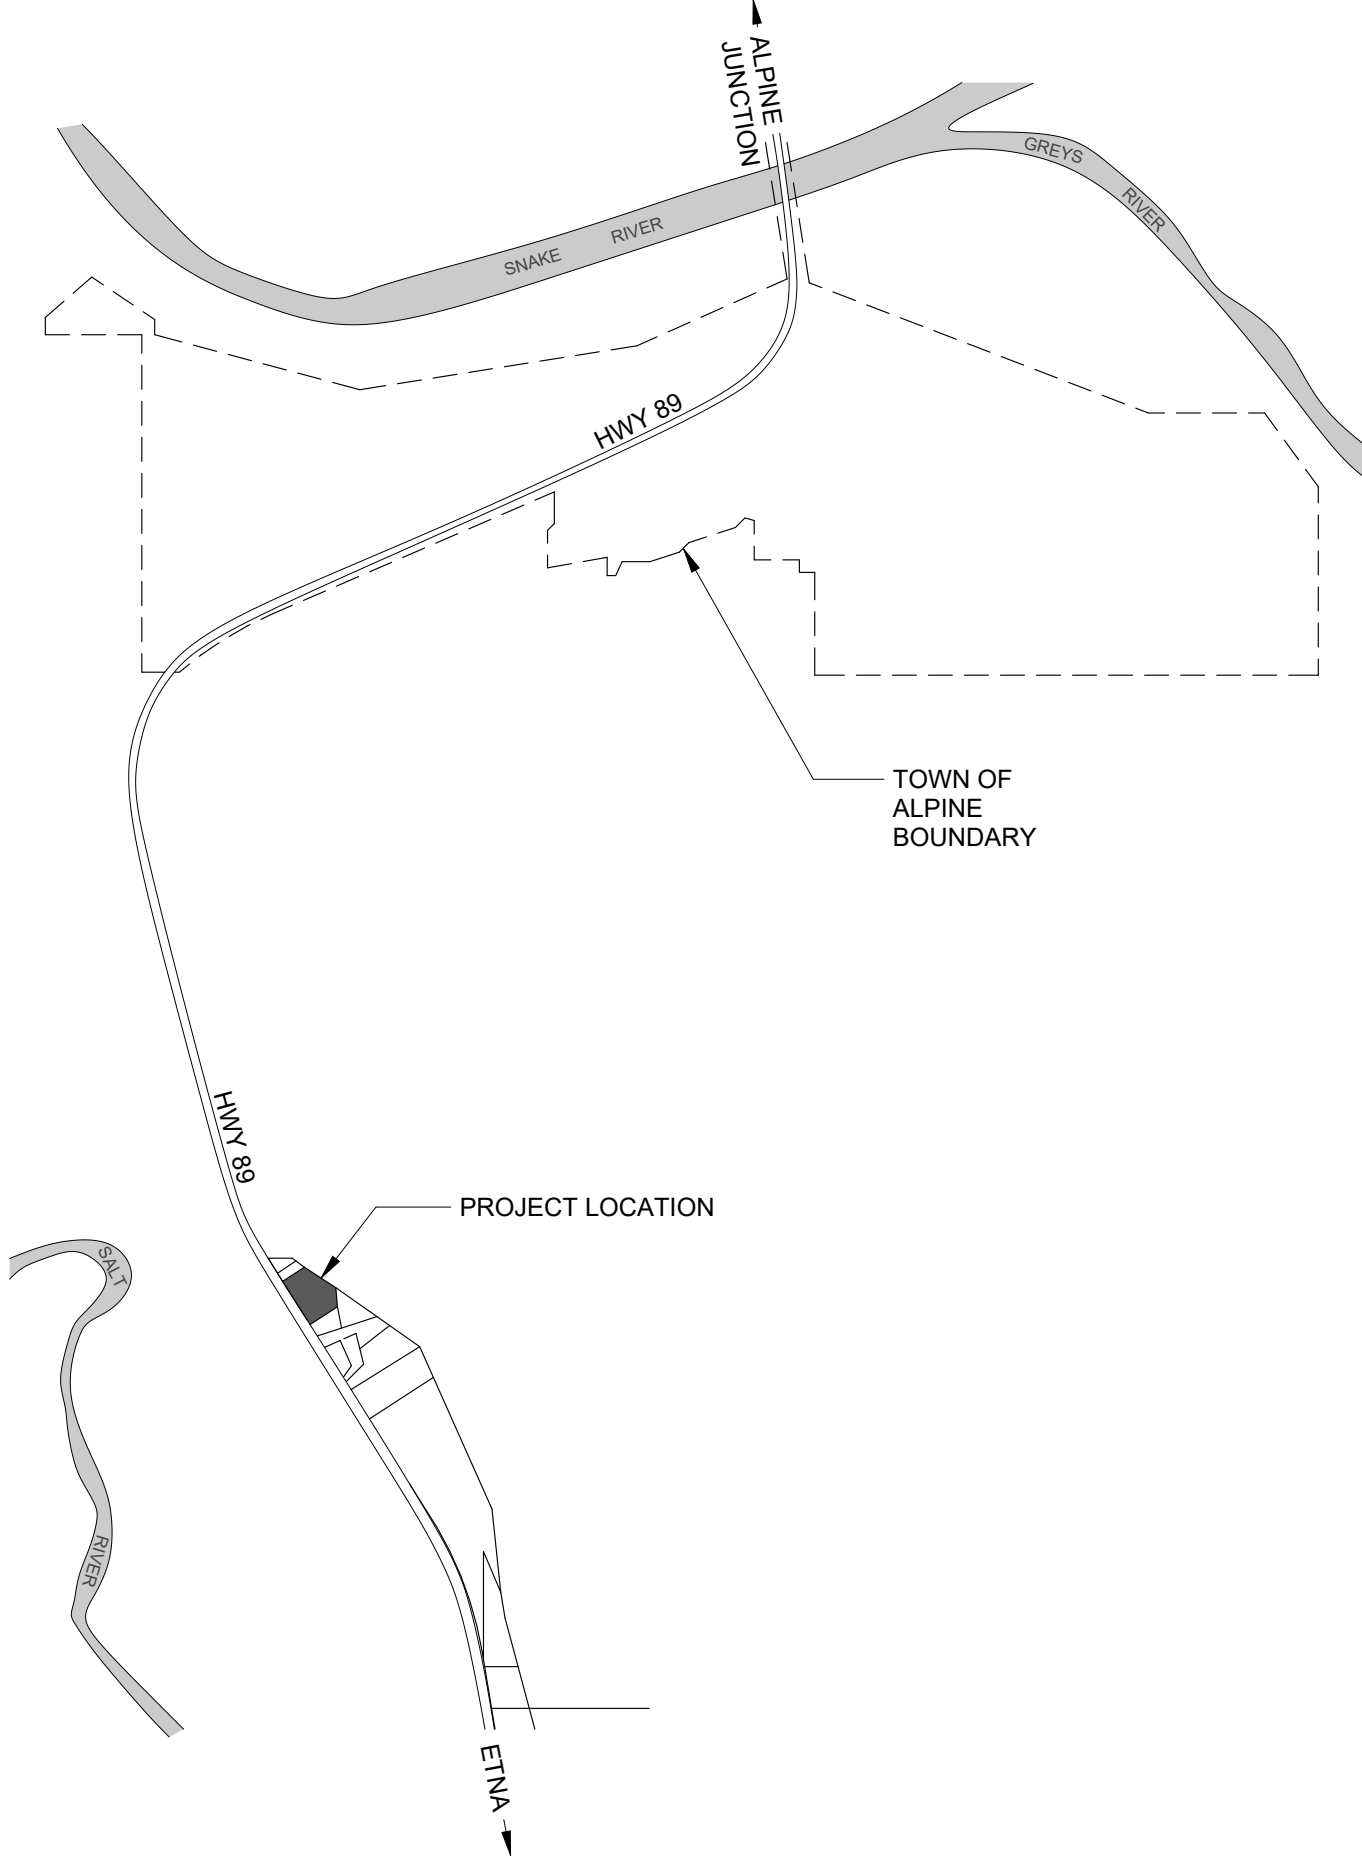 ALPINE
JUNCTION
GREYS
RIVER
SNAKE RIVER
HWY 89
TOWN OF
ALPINE
BOUNDARY
HWY 89
PROJECT LOCATION
SALT
RIVER
ETNA